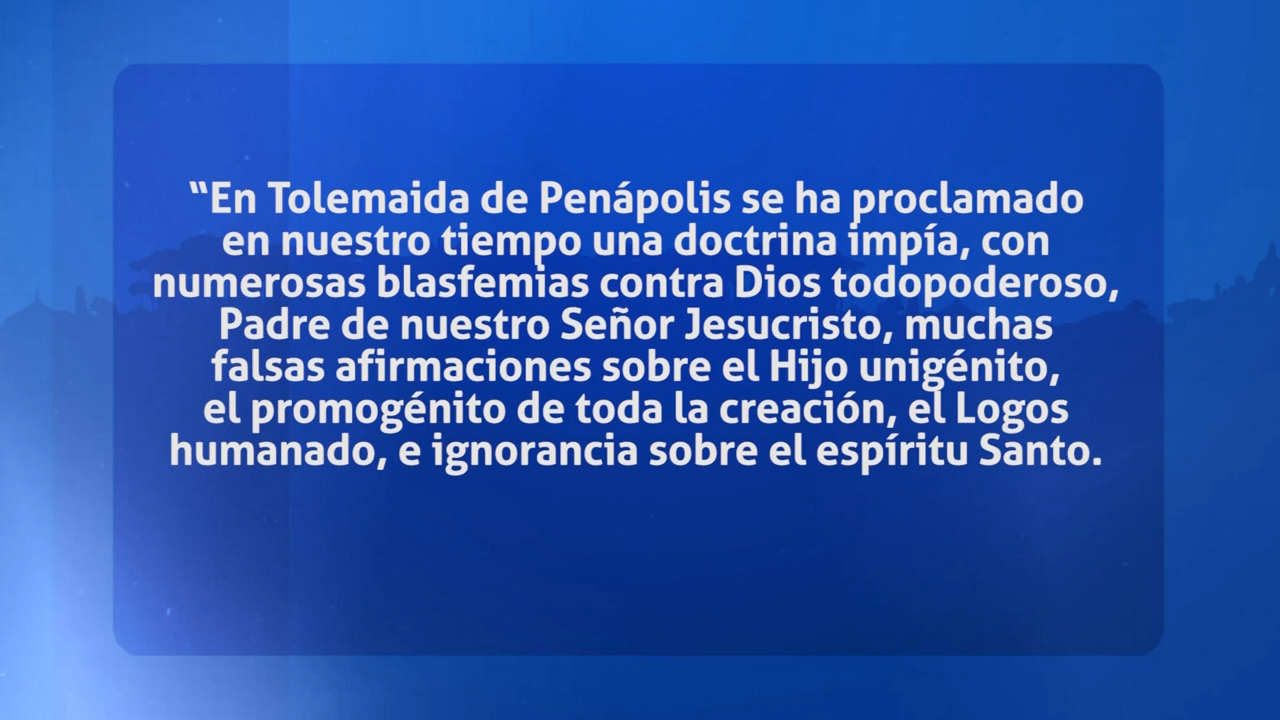 “En Tolemaida de Penápolis se ha proclamado
en nuestro tiempo una doctrina impía, con
numerosas blasfemias contra Dios todopoderoso,
Padre de nuestro Señor Jesucristo, muchas
falsas afirmaciones sobre el Hijo unigénito,
el promogénito de toda la creación, el Logos
humanado, e ignorancia sobre el espíritu Santo.